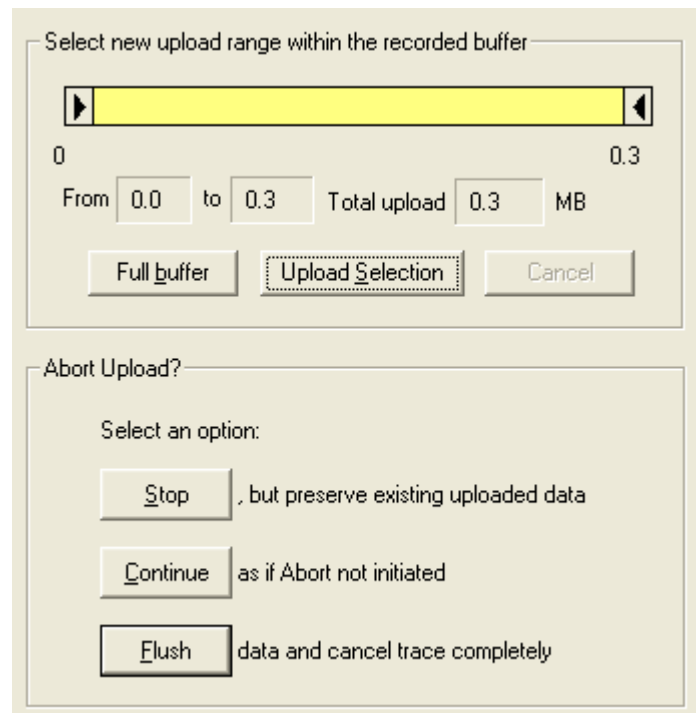 Select new upload range within the recorded buffer
0 0.3
From 0.0 to 0.3 Total upload 0.3 MB
Full buffer Upload Selection Cancel
Abort Upload?
Select an option:
Stop , but preserve existing uploaded data
Continue as if Abort not initiated
Flush data and cancel trace completely